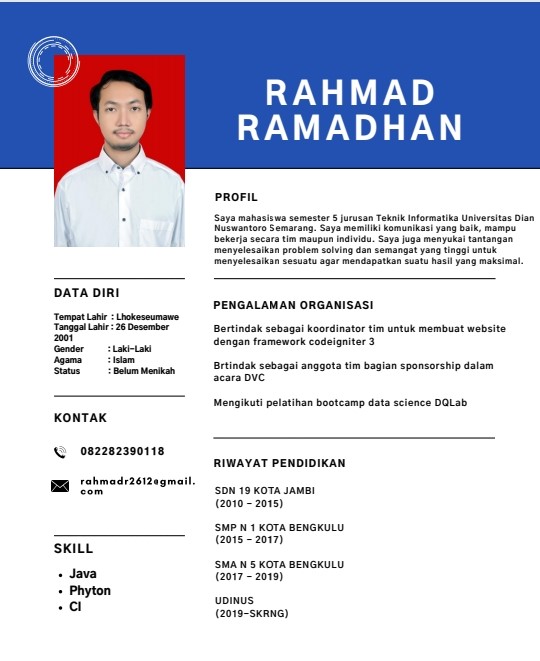 RAHMAD
RAMADHAN
PROFIL
Saya mahasiswa semester 5 jurusan Teknik Informatika Universitas Dian
Nuswantoro Semarang. Saya memiliki komunikasi yang baik, mampu
bekerja secara tim maupun individu. Saya juga menyukai tantangan
menyelesaikan problem solving dan semangat yang tinggi untuk
menyelesaikan sesuatu agar mendapatkan suatu hasil yang maksimal.
DATA DIRI
Tempat Lahir : Lhokeseumawe
Tanggal Lahir : 26 Desember
2001
Gender : Laki-Laki
Agama : Islam
Status : Belum Menikah
KONTAK
082282390118
rahmadr2612@gmail.
com
SKILL
• Java
• Phyton
• CI
PENGALAMAN ORGANISASI
Bertindak sebagai koordinator tim untuk membuat website
dengan framework codeigniter 3
Brtindak sebagai anggota tim bagian sponsorship dalam
acara DVC
Mengikuti pelatihan bootcamp data science DQLab
RIWAYAT PENDIDIKAN
SDN 19 KOTA JAMBI
(2010 - 2015)
SMP N 1 KOTA BENGKULU
(2015 - 2017)
SMA N 5 KOTA BENGKULU
(2017 - 2019)
UDINUS
(2019-SKRNG)